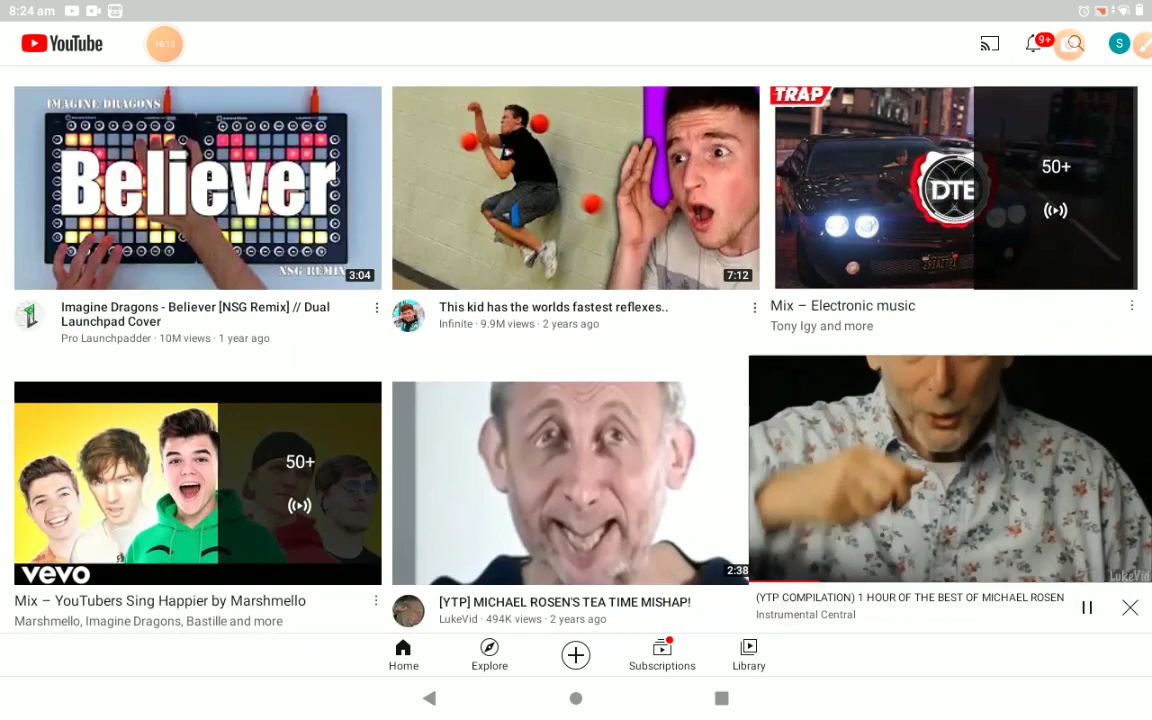 8:24 am
YouTube
16:13
9+
S
IMAGINE DRAGONS
Believer
NSG REMIX
3:04
Imagine Dragons - Believer [NSG Remix] // Dual
Launchpad Cover
Pro Launchpadder · 10M views · 1 year ago
7:12
This kid has the worlds fastest reflexes..
Infinite · 9.9M views · 2 years ago
TRAP
DTE
50+
Mix – Electronic music
Tony Igy and more
50+
vevo
Mix – YouTubers Sing Happier by Marshmello
Marshmello, Imagine Dragons, Bastille and more
2:38
[YTP] MICHAEL ROSEN'S TEA TIME MISHAP!
LukeVid · 494K views · 2 years ago
LukeVid
(YTP COMPILATION) 1 HOUR OF THE BEST OF MICHAEL ROSEN
Instrumental Central
Home
Explore
Subscriptions
Library